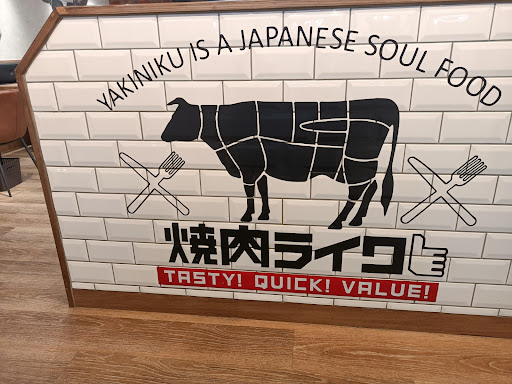 YAKINIKU IS A JAPANESE SOUL FOOD
焼肉ライク
TASTY! QUICK! VALUE!